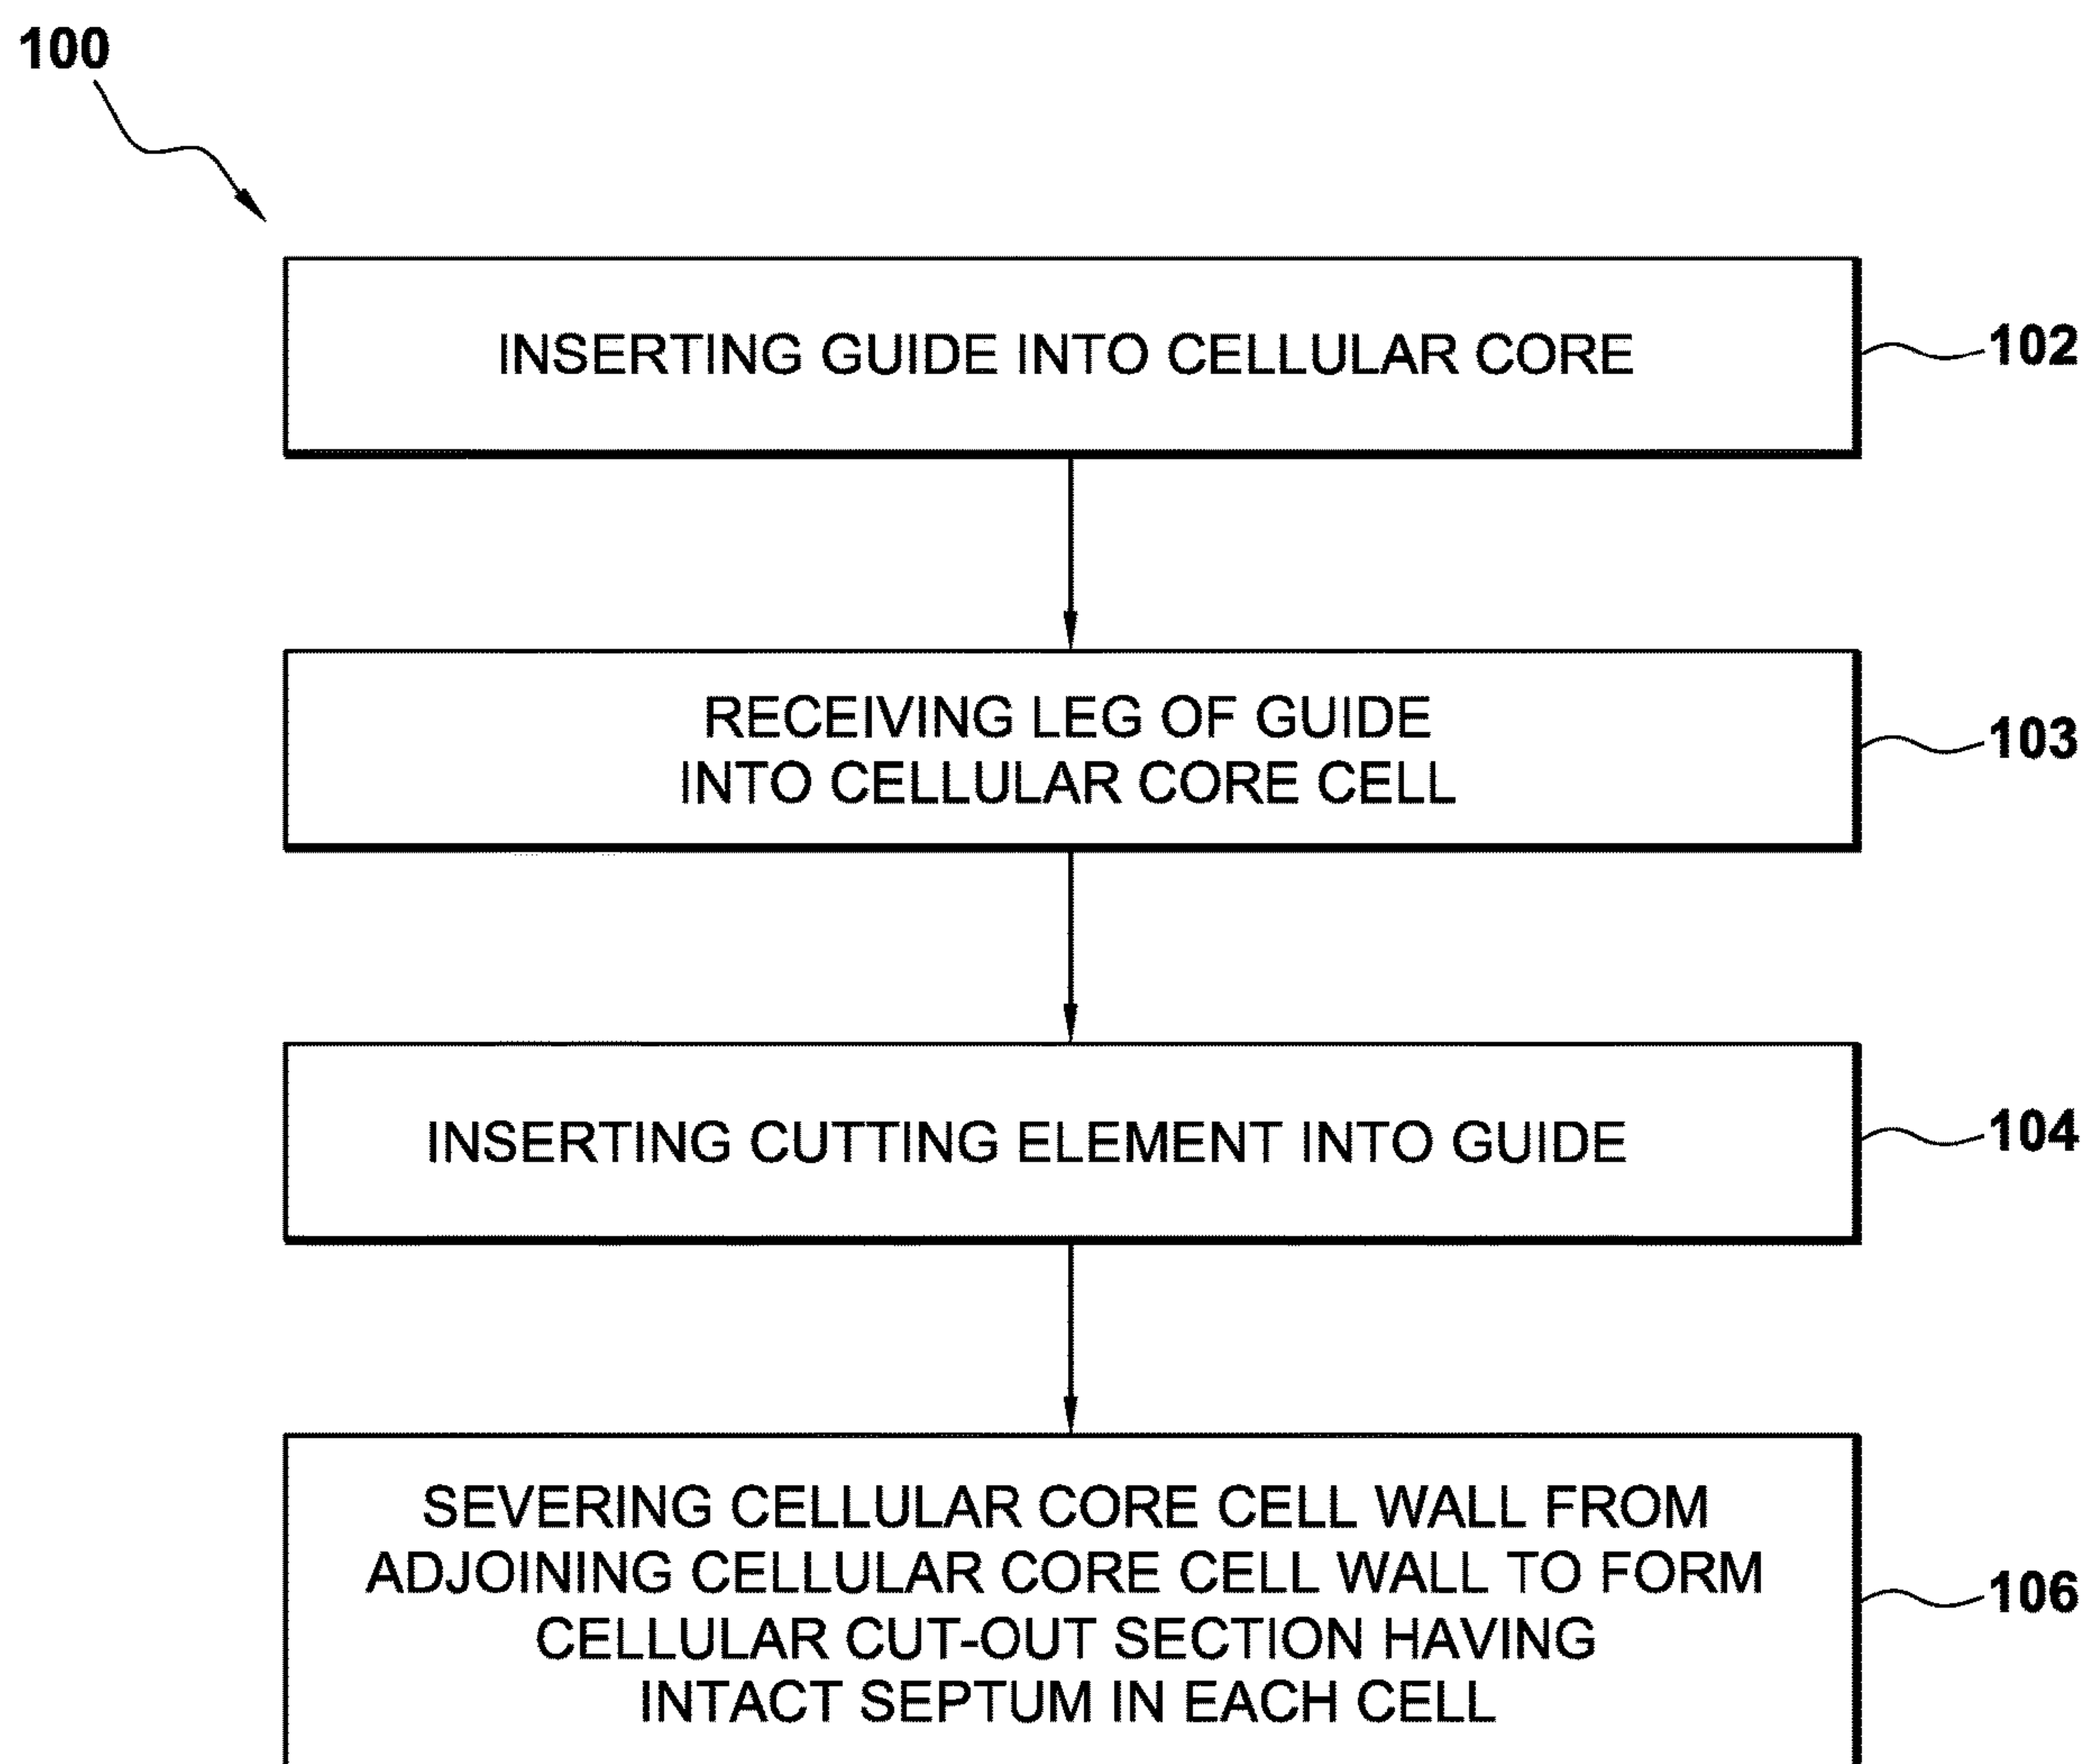 100
INSERTING GUIDE INTO CELLULAR CORE
102
RECEIVING LEG OF GUIDE
INTO CELLULAR CORE CELL
103
INSERTING CUTTING ELEMENT INTO GUIDE
104
SEVERING CELLULAR CORE CELL WALL FROM
ADJOINING CELLULAR CORE CELL WALL TO FORM
CELLULAR CUT-OUT SECTION HAVING
INTACT SEPTUM IN EACH CELL
106